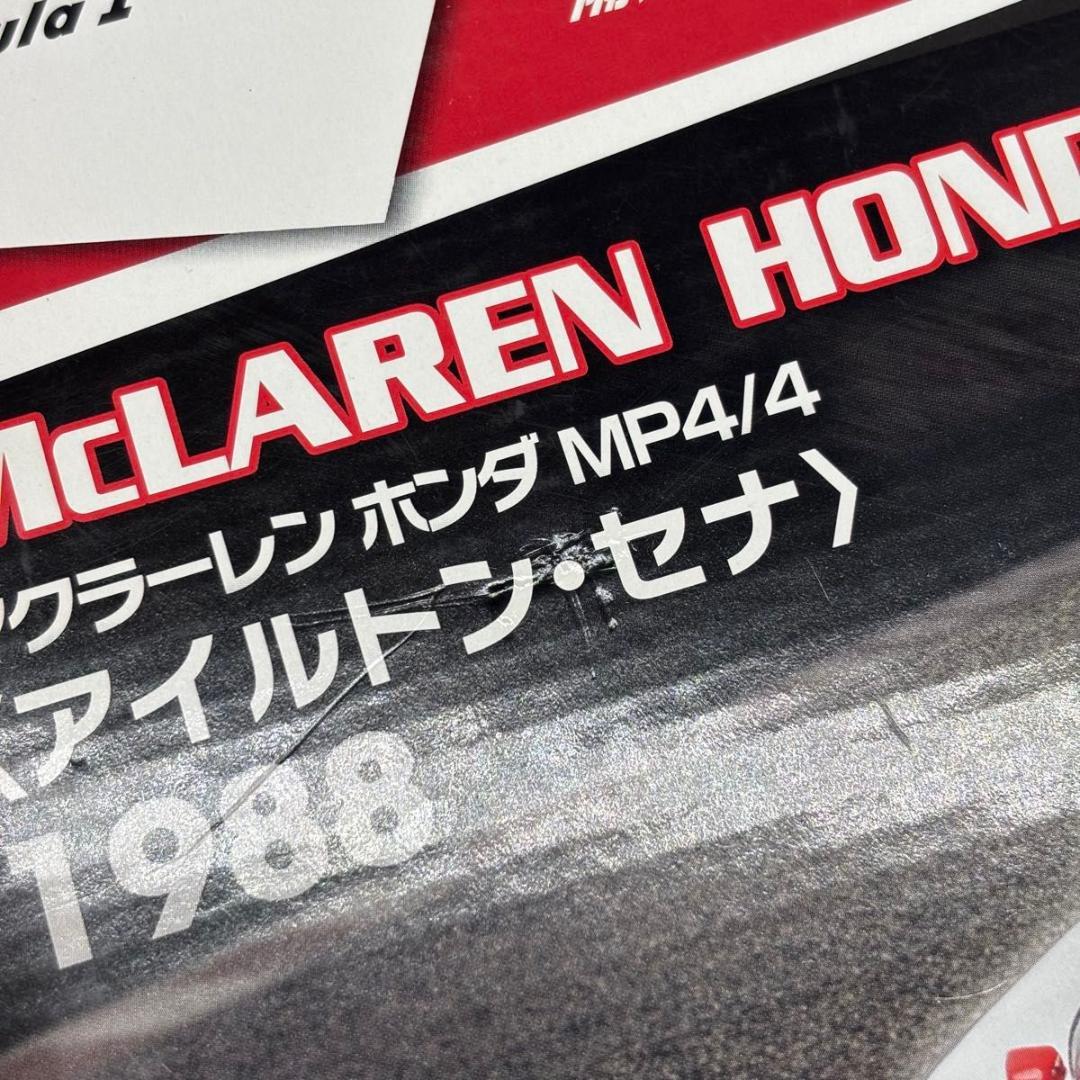 ula 1
McLAREN HOND
マクラーレン ホンダ MP4/4
〈アイルトン・セナ〉
1988